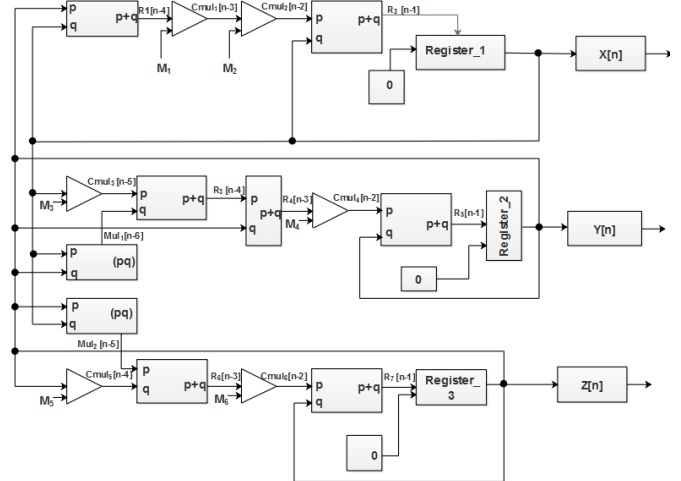 p
q
p+q
R1[n-4]
Cmul₁[n-3]
Cmul₂[n-2]
M₁
M₂
p
q
p+q
R₂ [n-1]
Register_1
0
X[n]
Cmul₃ [n-5]
M₃
p
q
p+q
R₃ [n-4]
p+q
q
R₄[n-3]
M₄
Cmul₄[n-2]
p
q
p+q
R₅[n-1]
Register_2
0
Y[n]
Mul₁[n-6]
p
q
(pq)
p
q
(pq)
Mul₂ [n-5]
Cmul₅[n-4]
M₅
p
q
p+q
R₆[n-3]
M₆
Cmul₆[n-2]
p
q
p+q
R₇ [n-1]
Register_
3
0
Z[n]